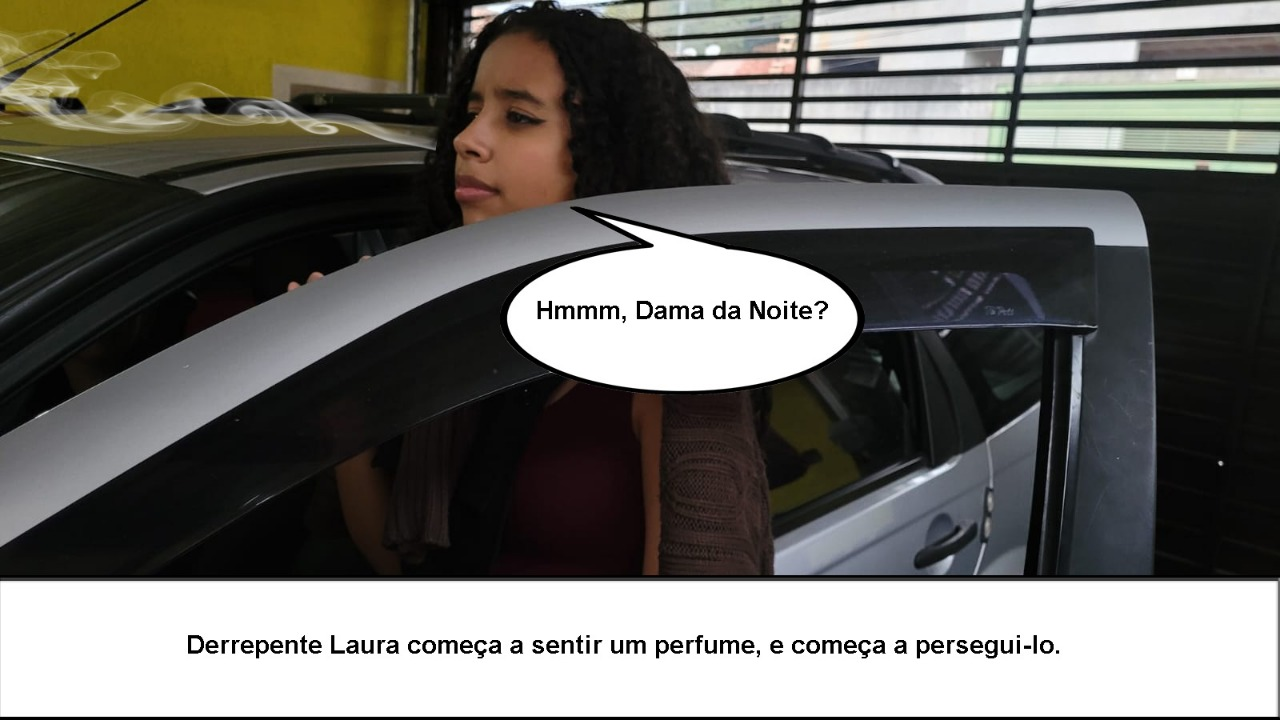 Hmmm, Dama da Noite?
Derrepente Laura começa a sentir um perfume, e começa a persegui-lo.